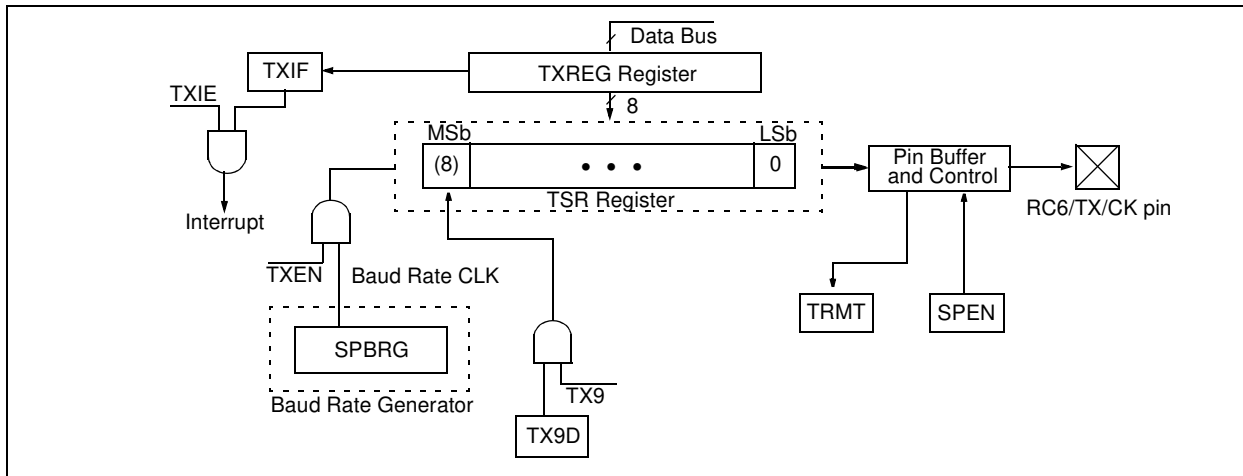 Data Bus
TXIF
TXREG Register
TXIE
8
MSb
LSb
(8)
• • •
0
Pin Buffer
and Control
TSR Register
Interrupt
RC6/TX/CK pin
TXEN
Baud Rate CLK
TRMT
SPEN
SPBRG
TX9
Baud Rate Generator
TX9D